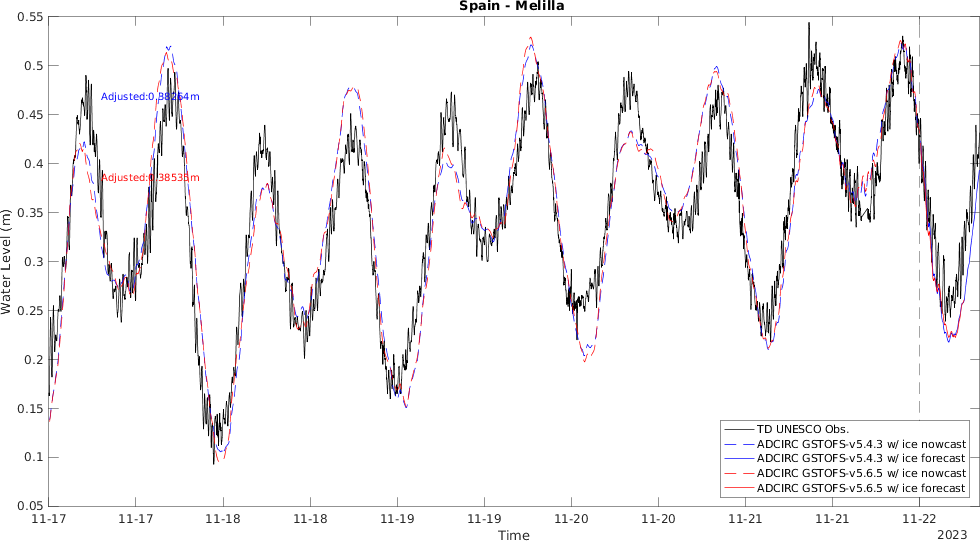 Spain - Melilla
0.55
0.5
0.45
0.4
0.35
0.3
0.25
0.2
0.15
0.1
0.05
Water Level (m)
Adjusted:0.38264m
Adjusted:0.38535m
TD UNESCO Obs.
ADCIRC GSTOFS-v5.4.3 w/ ice nowcast
ADCIRC GSTOFS-v5.4.3 w/ ice forecast
ADCIRC GSTOFS-v5.6.5 w/ ice nowcast
ADCIRC GSTOFS-v5.6.5 w/ ice forecast
11-17 11-17 11-18 11-18 11-19 11-19 11-20 11-20 11-21 11-21 11-22
Time
2023